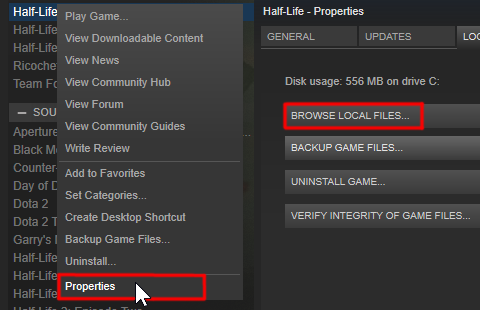 Half-Life
Half-Life
Half-Life
Ricoche
Team Fo
SOU
Aperture
Black Me
Counter-
Day of D
Dota 2
Dota 2 T
Garry's
Half-Life
Half-Life
Half-Life 2: Episode Two
Play Game...
View Downloadable Content
View News
View Community Hub
View Forum
View Community Guides
Write Review
Add to Favorites
Set Categories...
Create Desktop Shortcut
Backup Game Files...
Uninstall...
Properties
Half-Life - Properties
GENERAL UPDATES LOC
Disk usage: 556 MB on drive C:
BROWSE LOCAL FILES...
BACKUP GAME FILES...
UNINSTALL GAME...
VERIFY INTEGRITY OF GAME FILES...